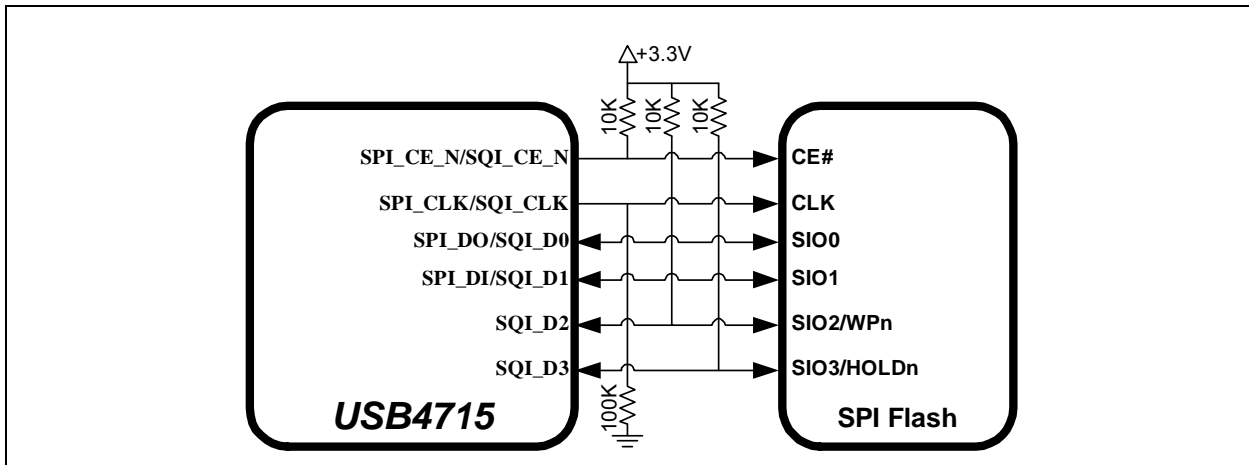 +3.3V
10K
10K
10K
SPI_CE_N/SQI_CE_N
CE#
SPI_CLK/SQI_CLK
CLK
SPI_DO/SQI_D0
SIO0
SPI_DI/SQI_D1
SIO1
SQI_D2
SIO2/WPn
SQI_D3
SIO3/HOLDn
100K
USB4715
SPI Flash